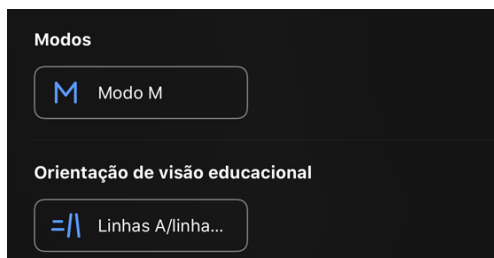 Modos
Modo M
Orientação de visão educacional
Linhas A/linha...